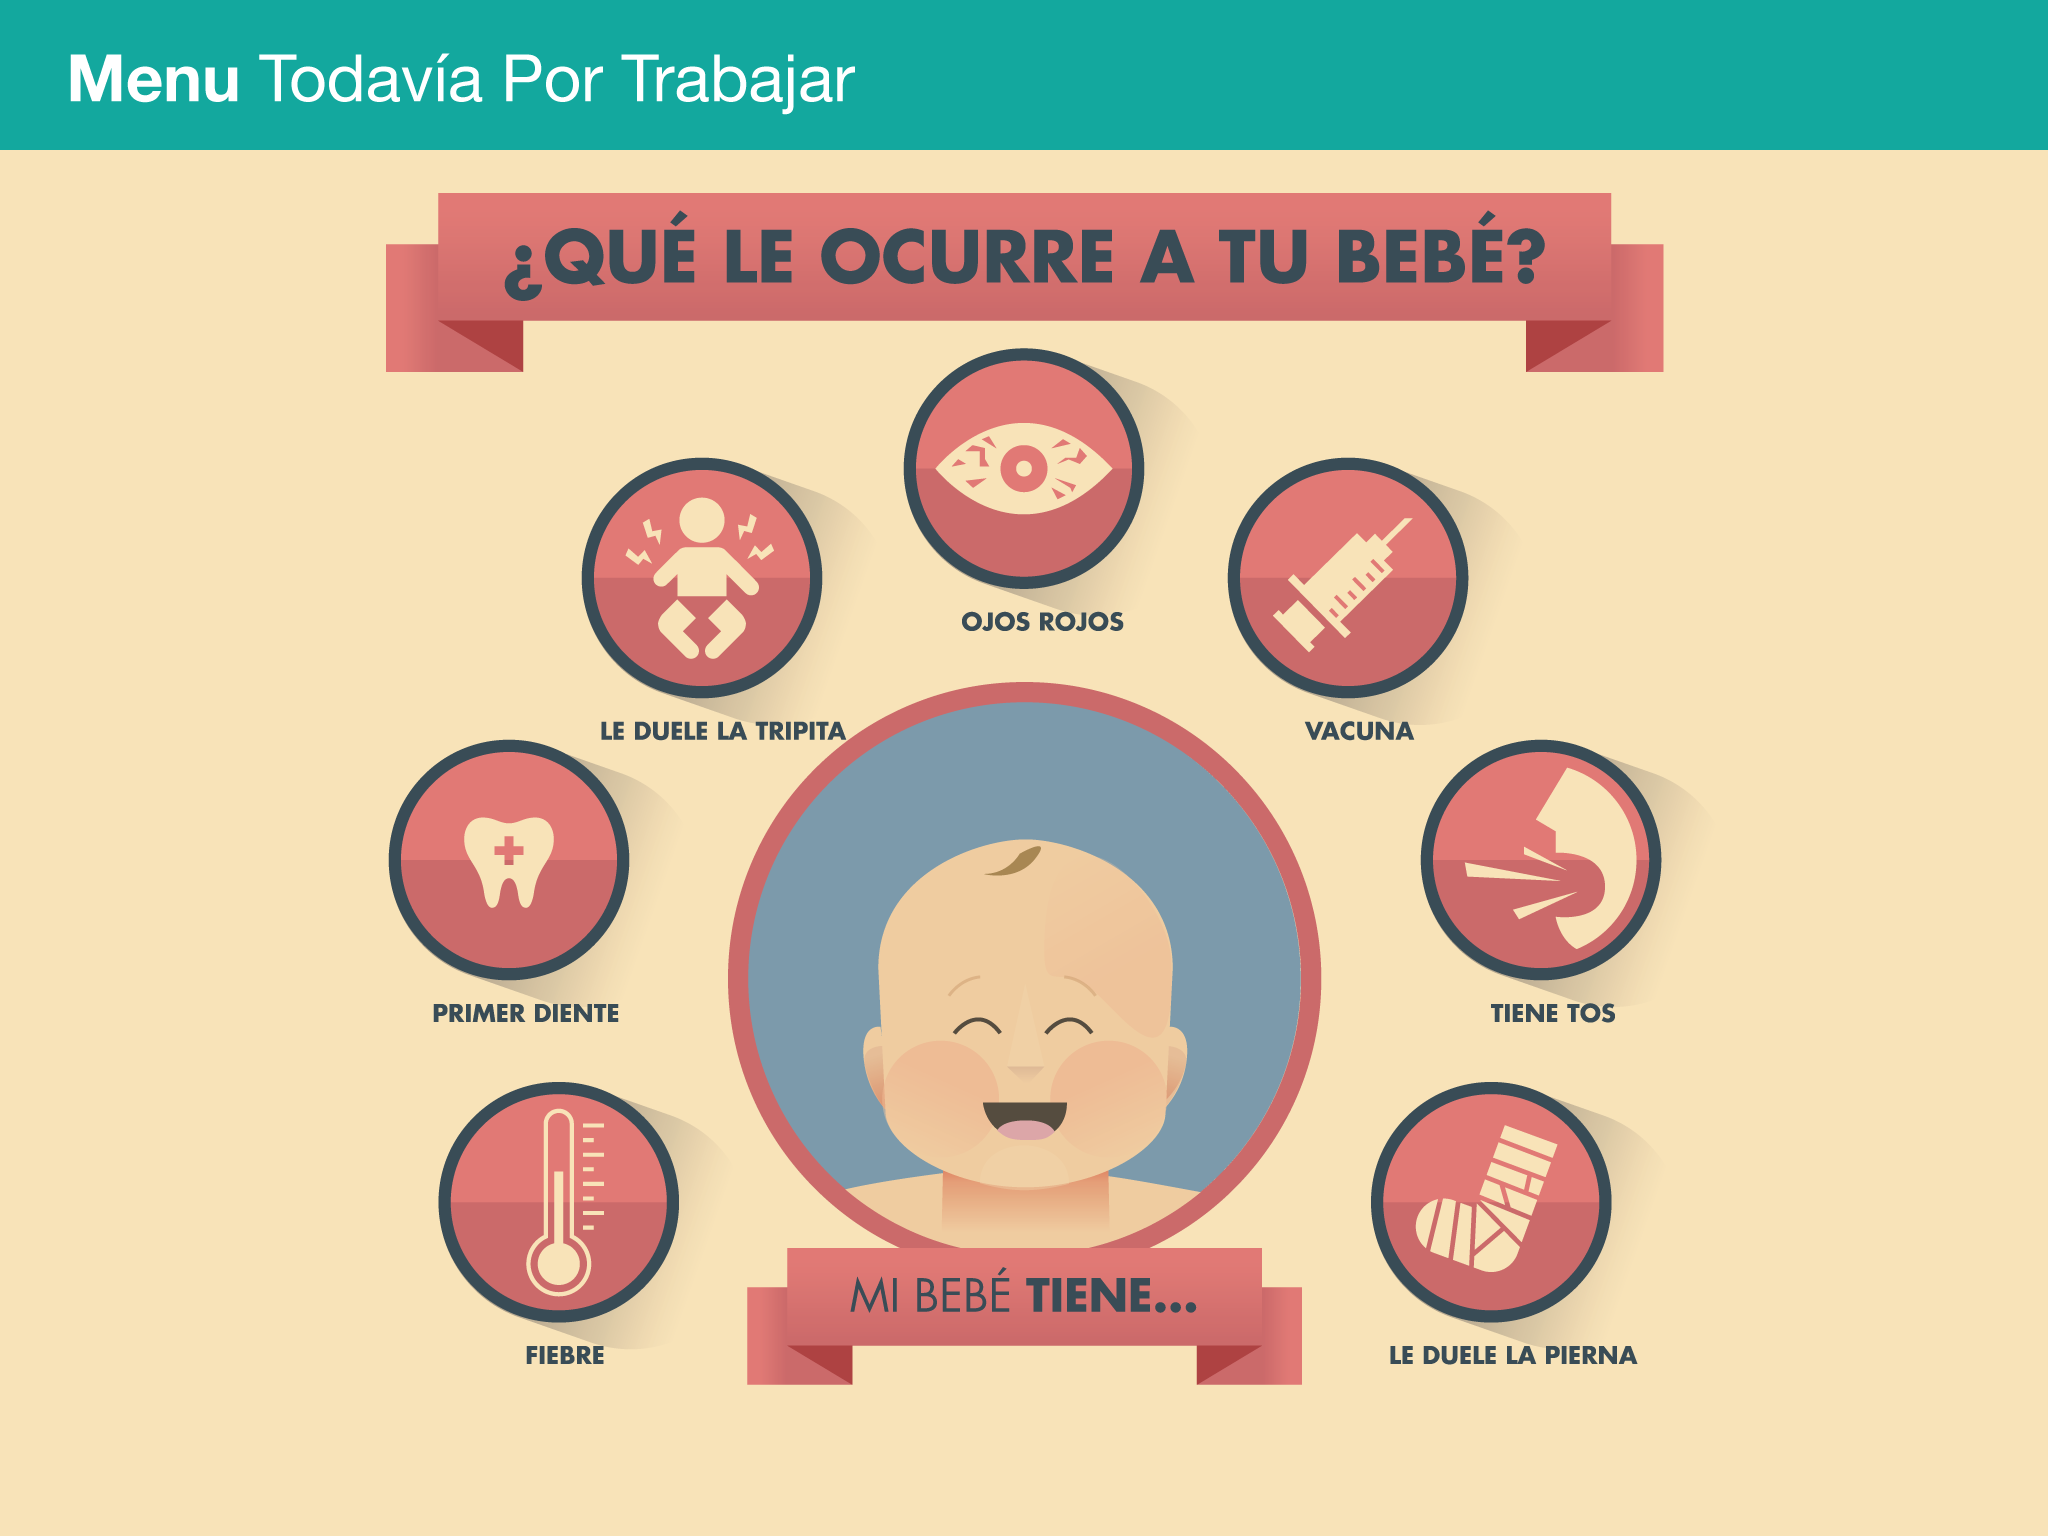 Menu Todavía Por Trabajar
¿QUÉ LE OCURRE A TU BEBÉ?
OJOS ROJOS
LE DUELE LA TRIPITA
VACUNA
PRIMER DIENTE
TIENE TOS
FIEBRE
LE DUELE LA PIERNA
MI BEBÉ TIENE...